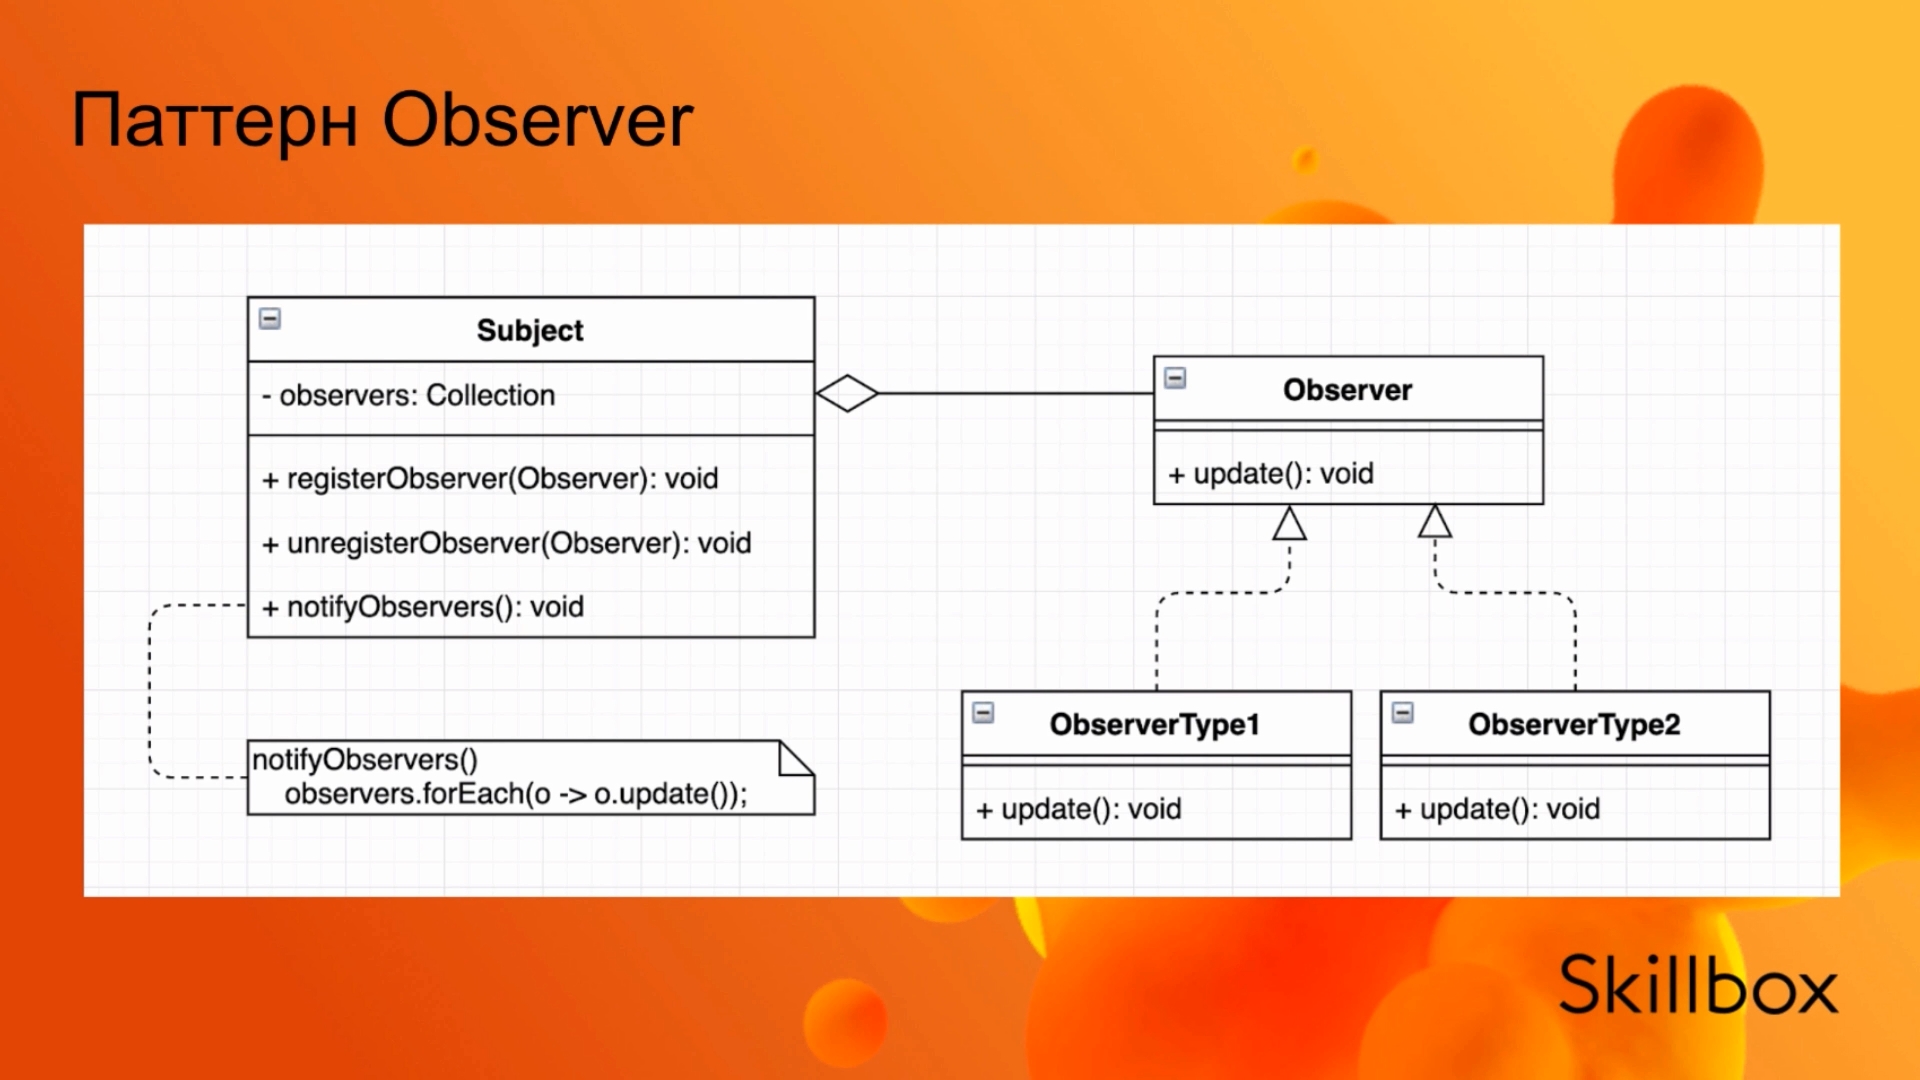 Паттерн Observer
Subject
- observers: Collection
+ registerObserver(Observer): void
+ unregisterObserver(Observer): void
+ notifyObservers(): void
notifyObservers()
observers.forEach(o -> o.update());
Observer
+ update(): void
ObserverType1
+ update(): void
ObserverType2
+ update(): void
Skillbox